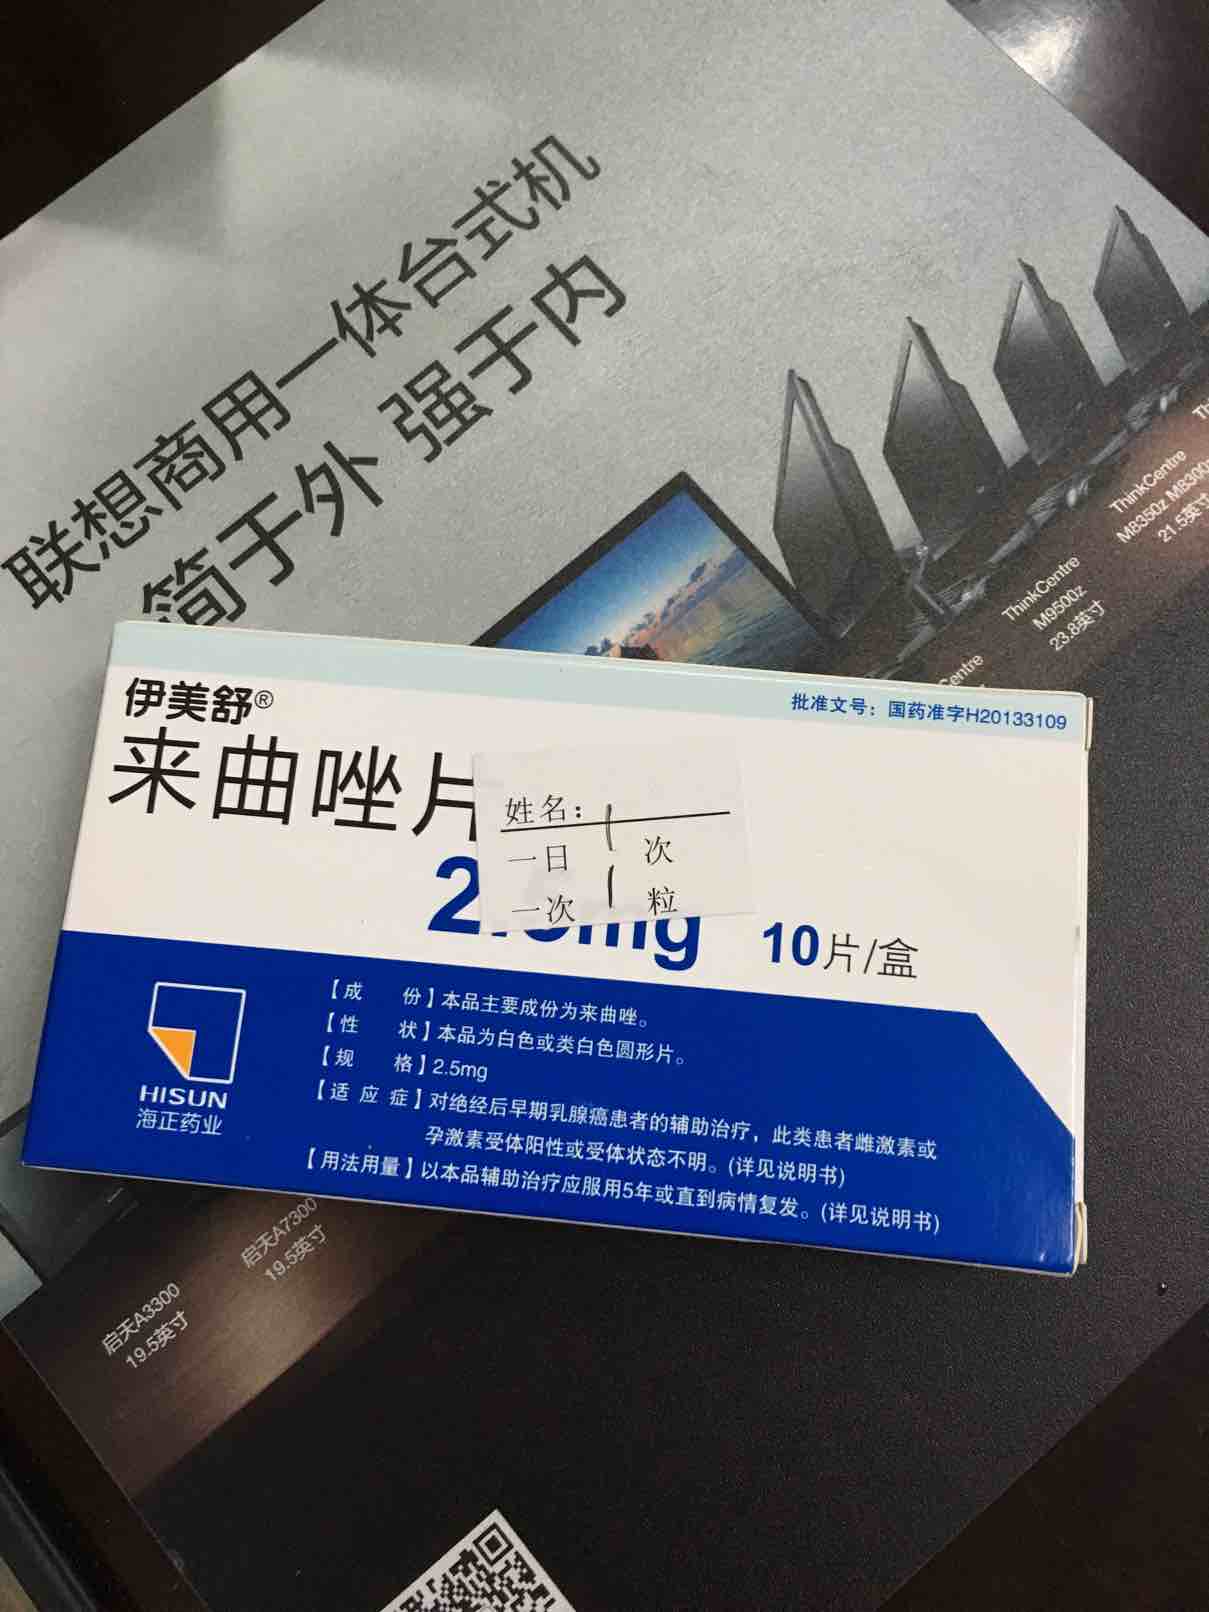 联想商用一体台式机
简于外 强于内
ThinkCentre
M8350z M8300z
21.5英寸
ThinkCentre
M9500z
23.8英寸
伊美舒®
批准文号：国药准字H20133109
来曲唑片
姓名：
一日 1 次
一次 1 粒
10片/盒
【成 份】本品主要成份为来曲唑。
【性 状】本品为白色或类白色圆形片。
【规 格】2.5mg
【适 应 症】对绝经后早期乳腺癌患者的辅助治疗，此类患者雌激素或
孕激素受体阳性或受体状态不明。(详见说明书)
【用法用量】以本品辅助治疗应服用5年或直到病情复发。(详见说明书)
HISUN
海正药业
启天A7300
19.5英寸
启天A3300
19.5英寸